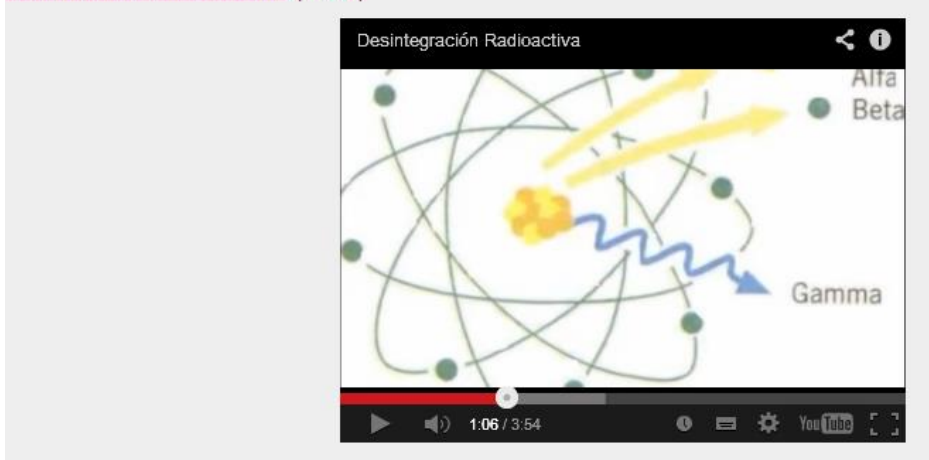 Desintegración Radioactiva
Alfa
Beta
Gamma
1:06 / 3:54
YouTube